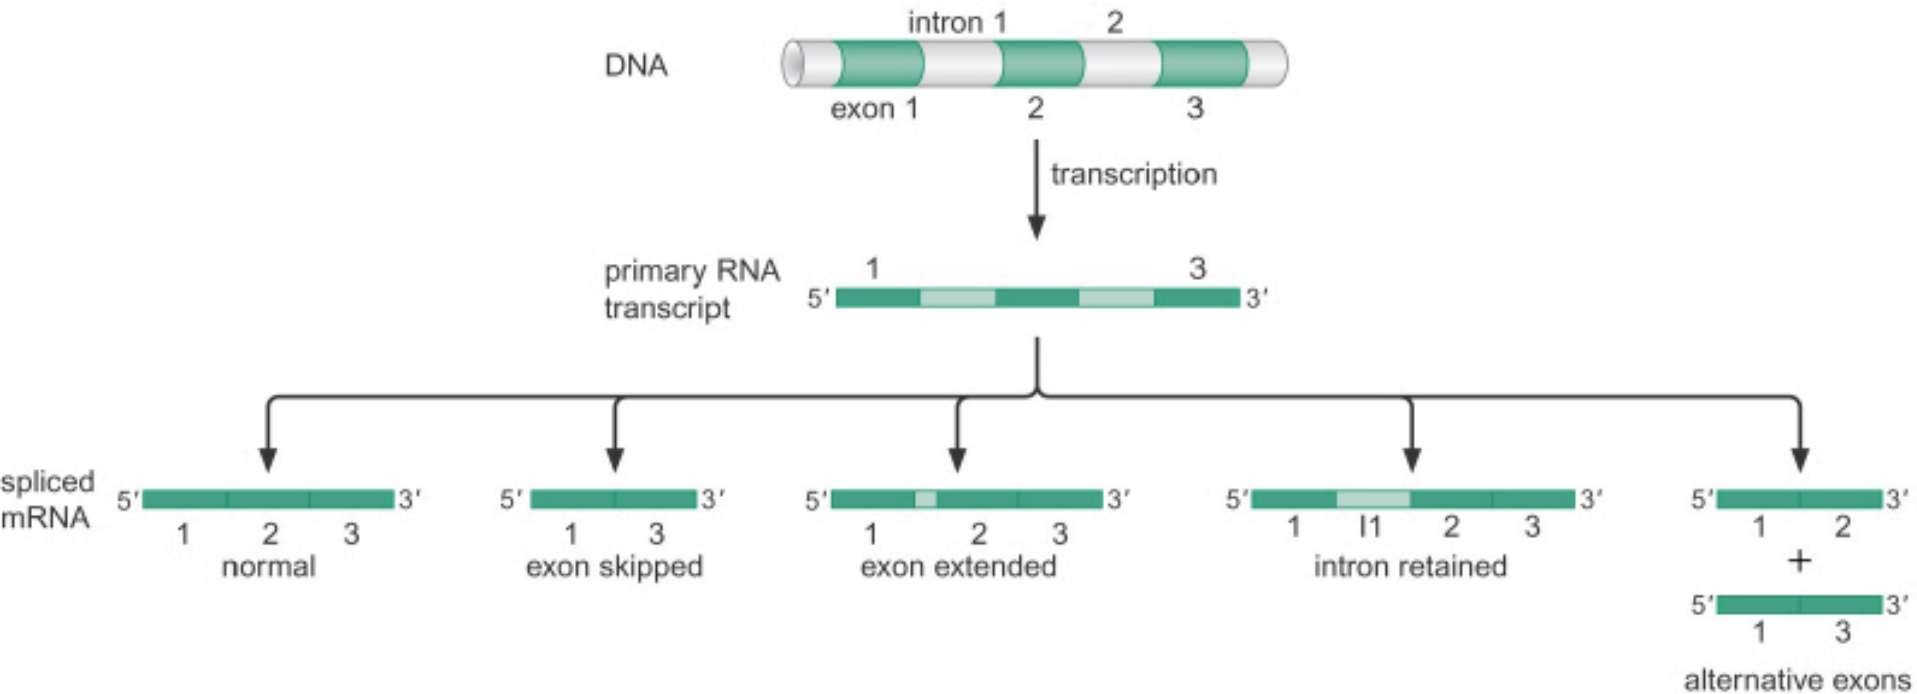 intron 1 2
DNA
exon 1 2 3
transcription
primary RNA
transcript
1 3
5′ 3′
spliced
mRNA
5′ 3′
1 2 3
normal
5′ 3′
1 3
exon skipped
5′ 3′
1 2 3
exon extended
5′ 3′
1 I1 2 3
intron retained
5′ 3′
1 2
+
5′ 3′
1 3
alternative exons